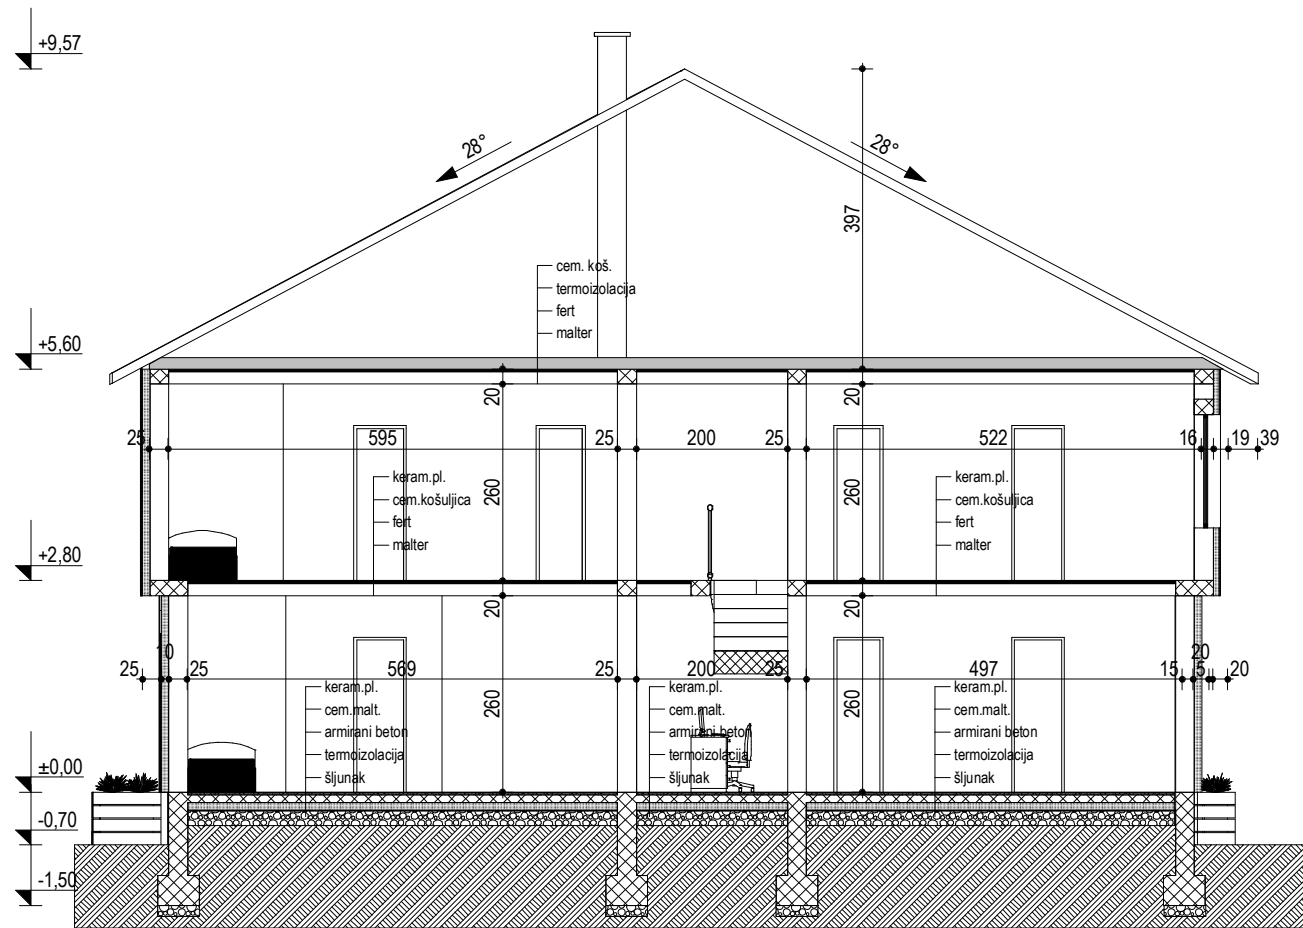 +9,57
28°
28°
397
cem. koš.
termoizolacija
fert
malter
+5,60
20
20
25
595
25
200
25
522
16
19
39
keram.pl.
cem.košuljica
fert
malter
260
260
keram.pl.
cem.košuljica
fert
malter
+2,80
20
20
10
25
25
569
25
200
25
497
15
20
5
20
260
260
keram.pl.
cem.malt.
armirani beton
termoizolacija
šljunak
keram.pl.
cem.malt.
armirani beton
termoizolacija
šljunak
keram.pl.
cem.malt.
armirani beton
termoizolacija
šljunak
±0,00
-0,70
-1,50